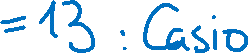 = 13 : Casio